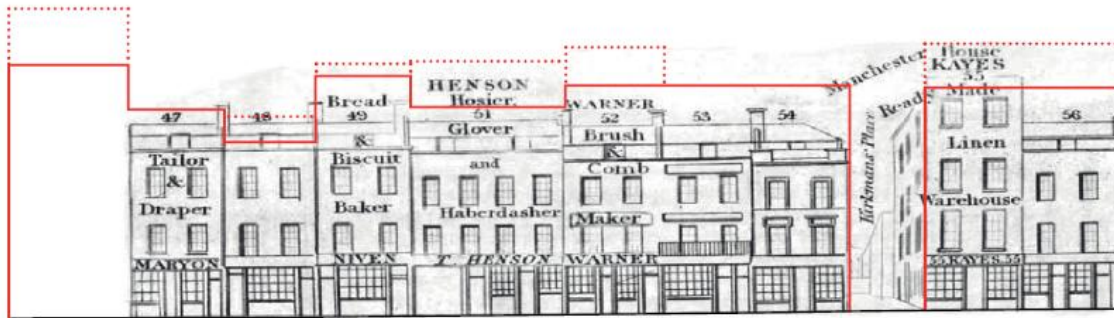 House
HENSON
Manchester KAYES
55
Bread Hosier, WARNER Ready Made
47 48 49 51 52 53 54
& Glover Brush Linen 56
Tailor Biscuit and & Kirkmans' Place
& Comb
Draper Baker Haberdasher Maker Warehouse
MARYON NIVEN T. HENSON WARNER 55 KAYES 55